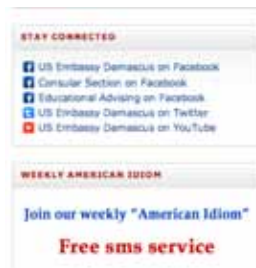 STAY CONNECTED
US Embassy Damascus on Facebook
Consular Section on Facebook
Educational Advising on Facebook
US Embassy Damascus on Twitter
US Embassy Damascus on YouTube
WEEKLY AMERICAN IDIOM
Join our weekly "American Idiom"
Free sms service